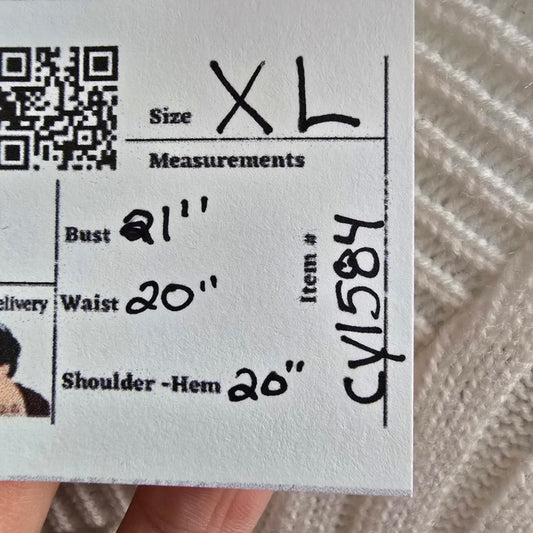 Size XL
Measurements
Bust 21"
Waist 20"
Shoulder -Hem 20"
Item # CY1584
elivery